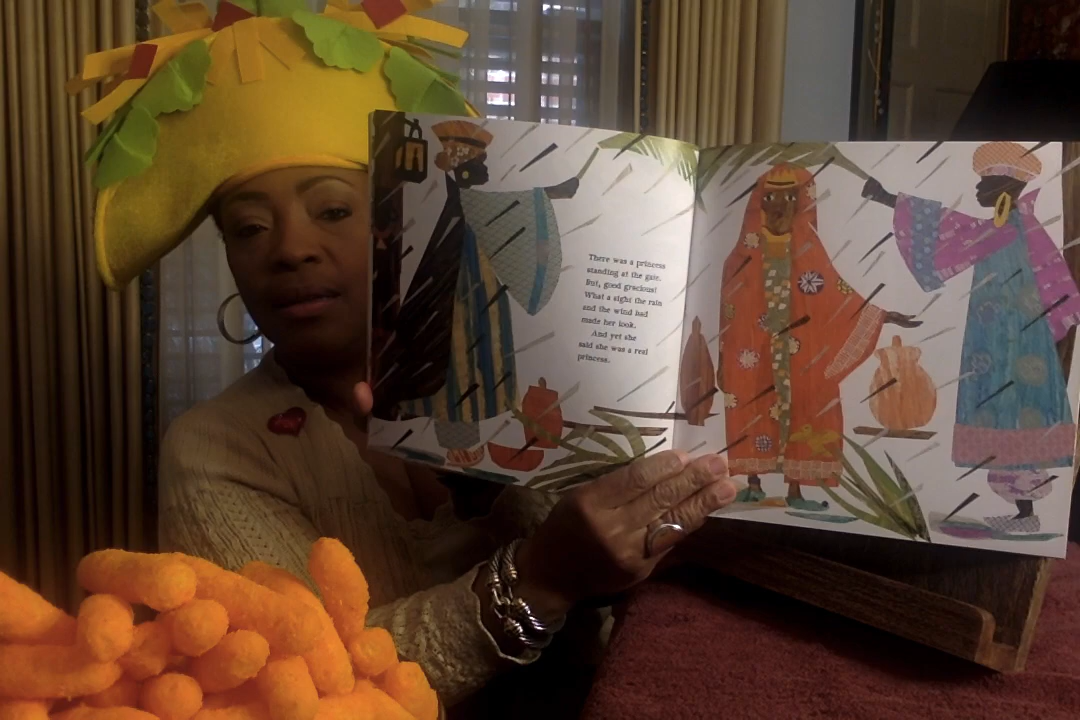 There was a princess
standing at the gate.
But, good gracious!
What a sight the rain
and the wind had
made her look.
And yet she
said she was a real
princess.